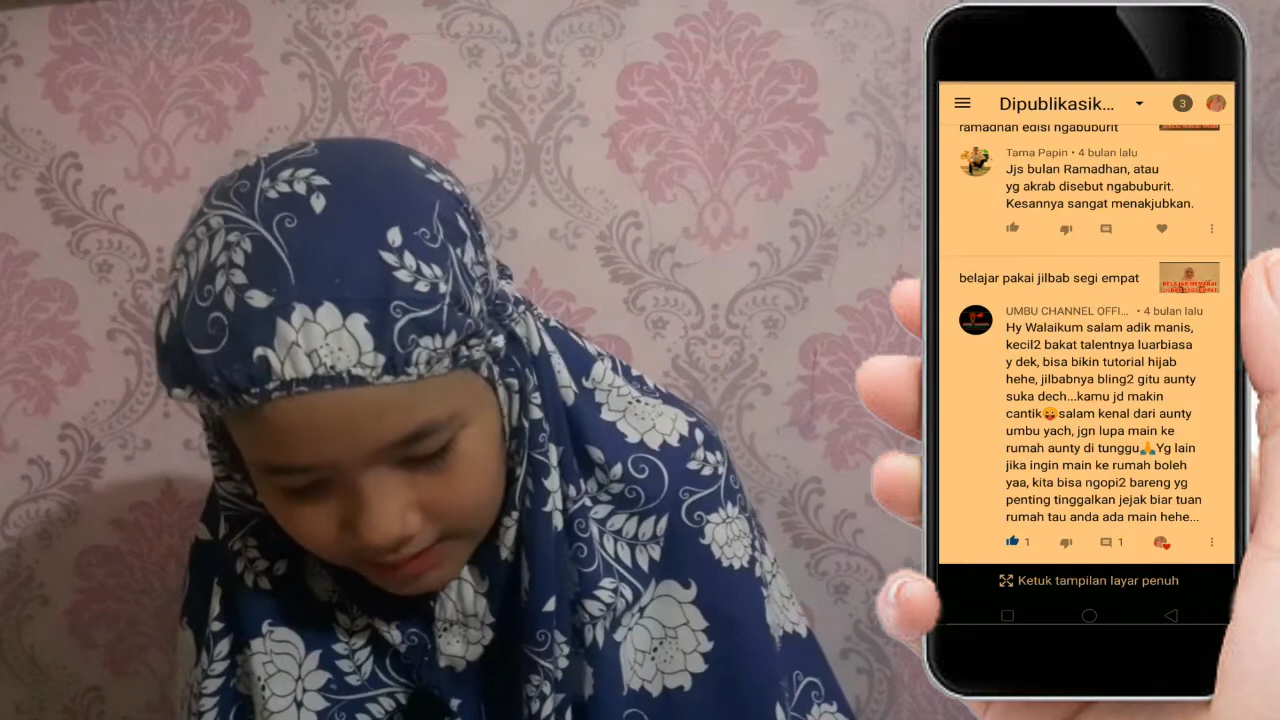 Dipublikasik...
3
ramadhan edisi ngabuburit
Tama Papin • 4 bulan lalu
Jjs bulan Ramadhan, atau
yg akrab disebut ngabuburit.
Kesannya sangat menakjubkan.
belajar pakai jilbab segi empat
BELAJAR MEMAKAI
JILBAB SEGI EMPAT
UMBU CHANNEL OFFI... • 4 bulan lalu
Hy Walaikum salam adik manis,
kecil2 bakat talentnya luarbiasa
y dek, bisa bikin tutorial hijab
hehe, jilbabnya bling2 gitu aunty
suka dech...kamu jd makin
cantik😜salam kenal dari aunty
umbu yach, jgn lupa main ke
rumah aunty di tunggu🙏Yg lain
jika ingin main ke rumah boleh
yaa, kita bisa ngopi2 bareng yg
penting tinggalkan jejak biar tuan
rumah tau anda ada main hehe...
1
1
Ketuk tampilan layar penuh